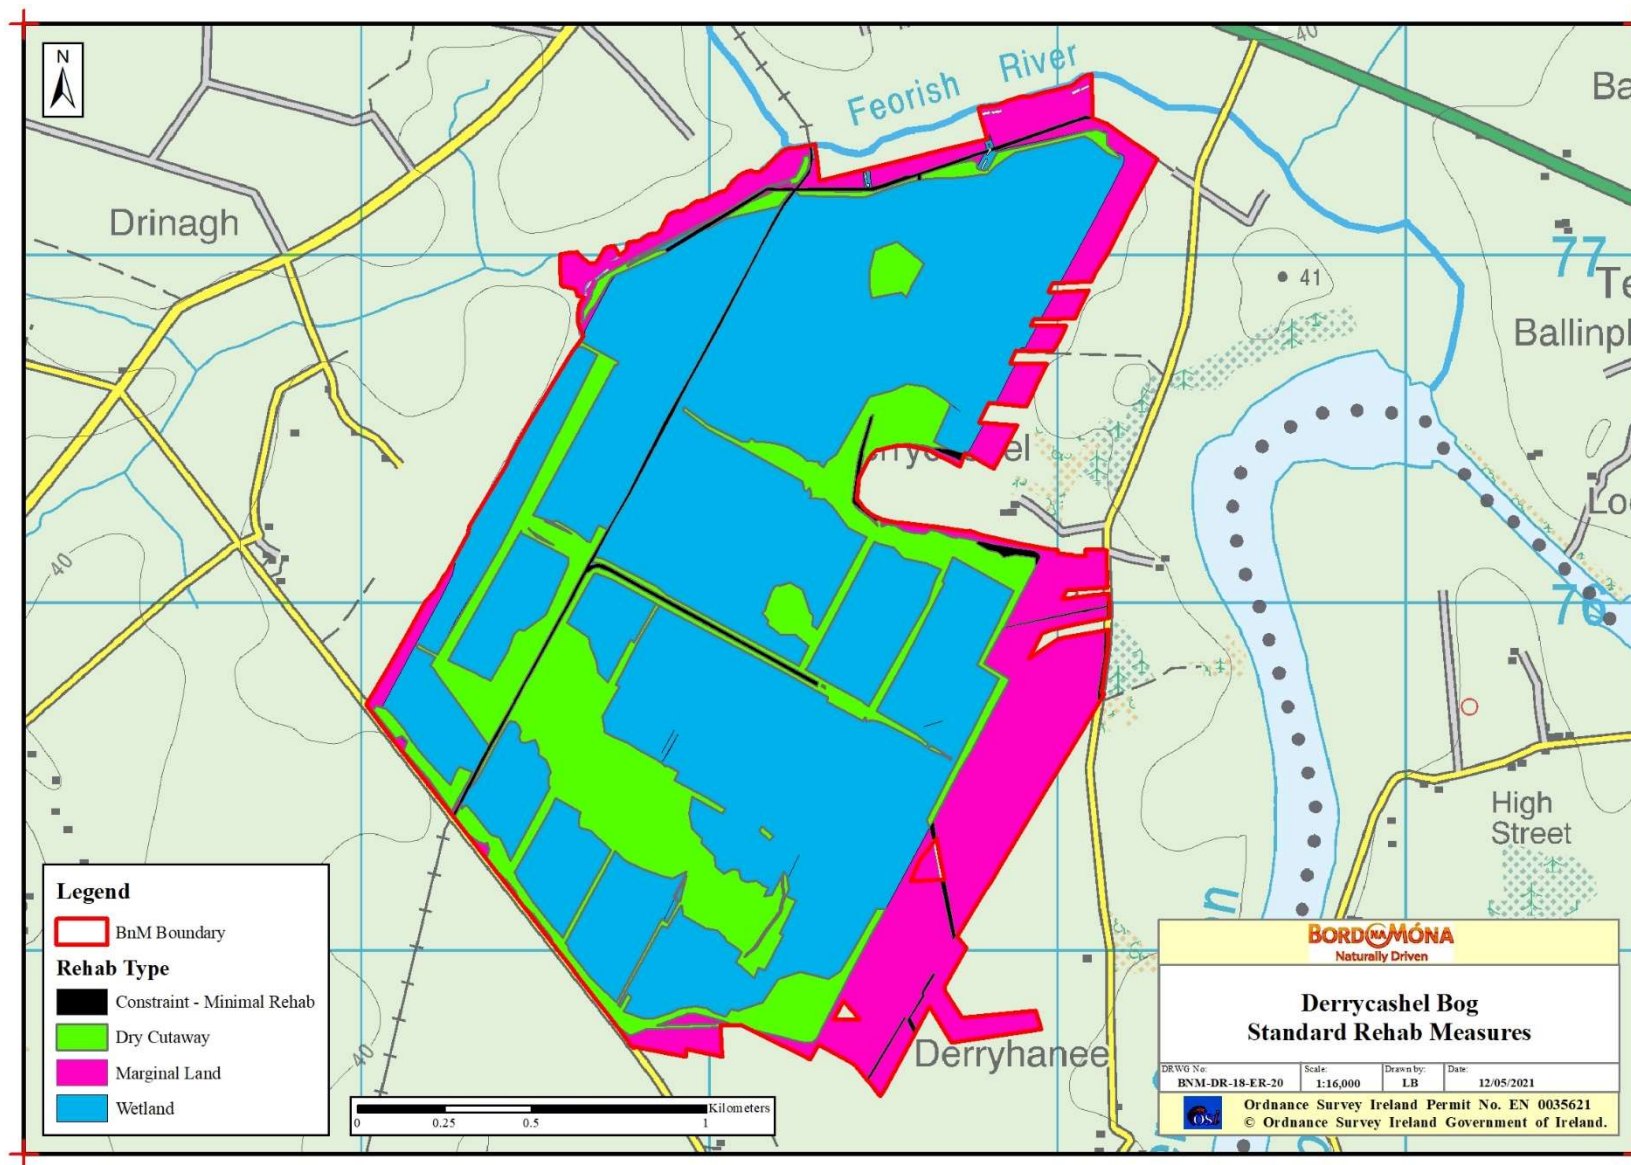 N
40
Feorish River
Ba
Drinagh
77
41
Te
Ballinpl
el
Lo
40
76
High
Street
40
Derryhanee
Legend
BnM Boundary
Rehab Type
Constraint - Minimal Rehab
Dry Cutaway
Marginal Land
Wetland
Kilometers
0 0.25 0.5 1
BORD NA MÓNA
Naturally Driven
Derrycashel Bog
Standard Rehab Measures
DRWG No: Scale: Drawn by: Date:
BNM-DR-18-ER-20 1:16,000 LB 12/05/2021
OSi
Ordnance Survey Ireland Permit No. EN 0035621
© Ordnance Survey Ireland Government of Ireland.